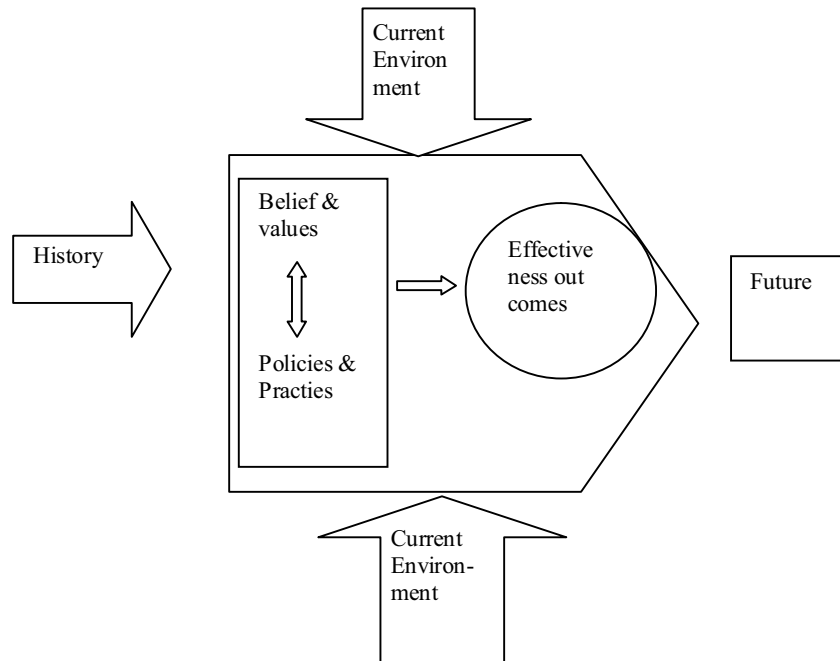 Current
Environ
ment
History
Belief &
values
Policies &
Practies
Effective
ness out
comes
Future
Current
Environ-
ment